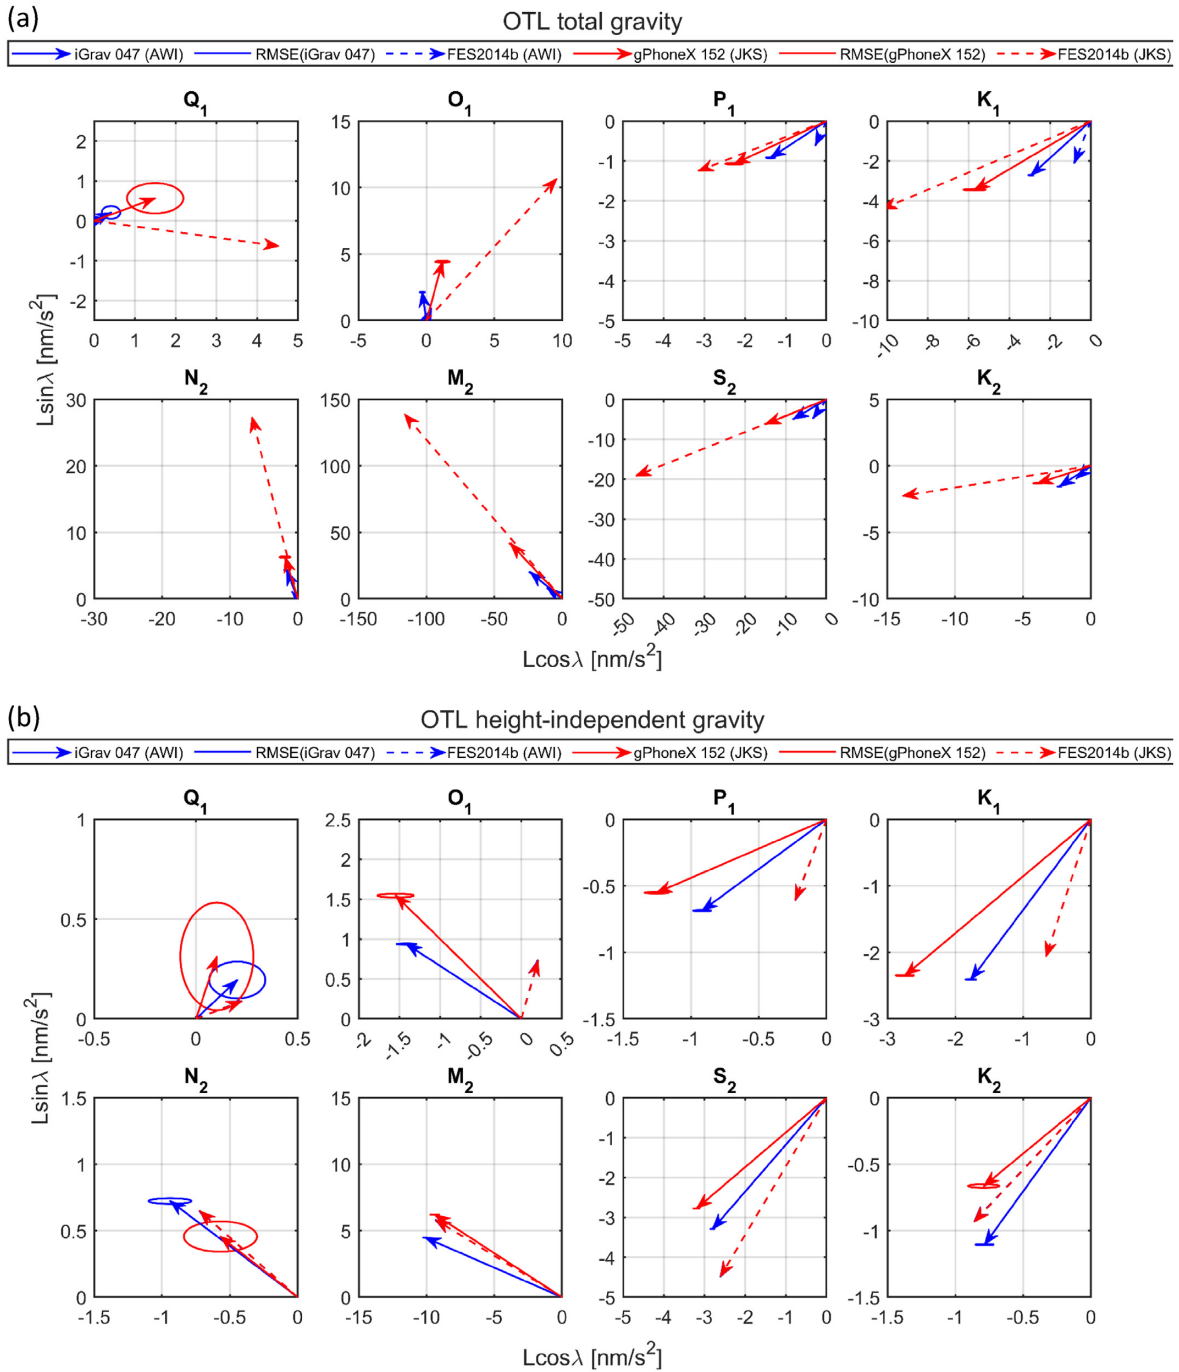 (a)
OTL total gravity
iGrav 047 (AWI) RMSE(iGrav 047) FES2014b (AWI) gPhoneX 152 (JKS) RMSE(gPhoneX 152) FES2014b (JKS)
Q1 O1 P1 K1
2 1 0 -1 -2
0 1 2 3 4 5
15 10 5 0
-5 0 5 10
0 -1 -2 -3 -4 -5
-5 -4 -3 -2 -1 0
0 -2 -4 -6 -8 -10
-10 -8 -6 -4 -2 0
Lsinλ [nm/s2]
N2 M2 S2 K2
30 20 10 0
-30 -20 -10 0
150 100 50 0
-150 -100 -50 0
0 -10 -20 -30 -40 -50
-50 -40 -30 -20 -10 0
5 0 -5 -10
-15 -10 -5 0
Lcosλ [nm/s2]
(b)
OTL height-independent gravity
iGrav 047 (AWI) RMSE(iGrav 047) FES2014b (AWI) gPhoneX 152 (JKS) RMSE(gPhoneX 152) FES2014b (JKS)
Q1 O1 P1 K1
1 0.5 0
-0.5 0 0.5
2.5 2 1.5 1 0.5 0
-2 -1.5 -1 -0.5 0 0.5
0 -0.5 -1 -1.5
-1.5 -1 -0.5 0
0 -1 -2 -3
-3 -2 -1 0
Lsinλ [nm/s2]
N2 M2 S2 K2
1.5 1 0.5 0
-1.5 -1 -0.5 0
15 10 5 0
-15 -10 -5 0
0 -1 -2 -3 -4 -5
-5 -4 -3 -2 -1 0
0 -0.5 -1 -1.5
-1.5 -1 -0.5 0
Lcosλ [nm/s2]